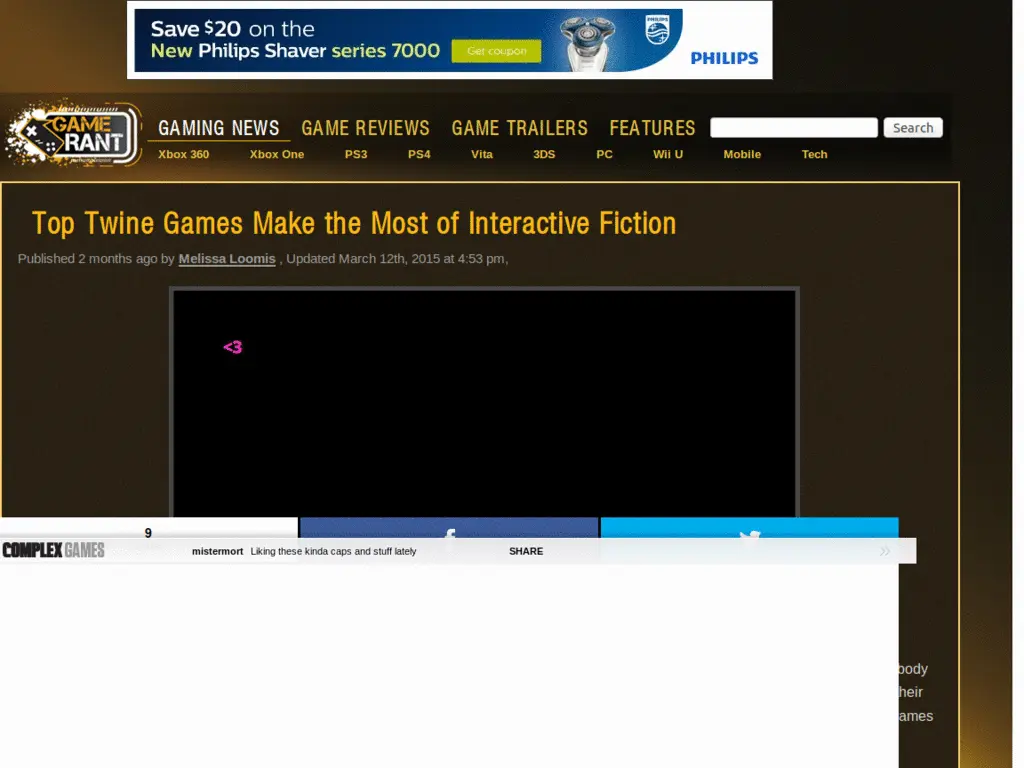 Save $20 on the
New Philips Shaver series 7000
Get coupon
PHILIPS
PHILIPS
GAME
RANT
GAMING NEWS GAME REVIEWS GAME TRAILERS FEATURES Search
Xbox 360 Xbox One PS3 PS4 Vita 3DS PC Wii U Mobile Tech
Top Twine Games Make the Most of Interactive Fiction
Published 2 months ago by Melissa Loomis , Updated March 12th, 2015 at 4:53 pm,
<3
9
COMPLEX GAMES mistermort Liking these kinda caps and stuff lately SHARE »
body
their
ames